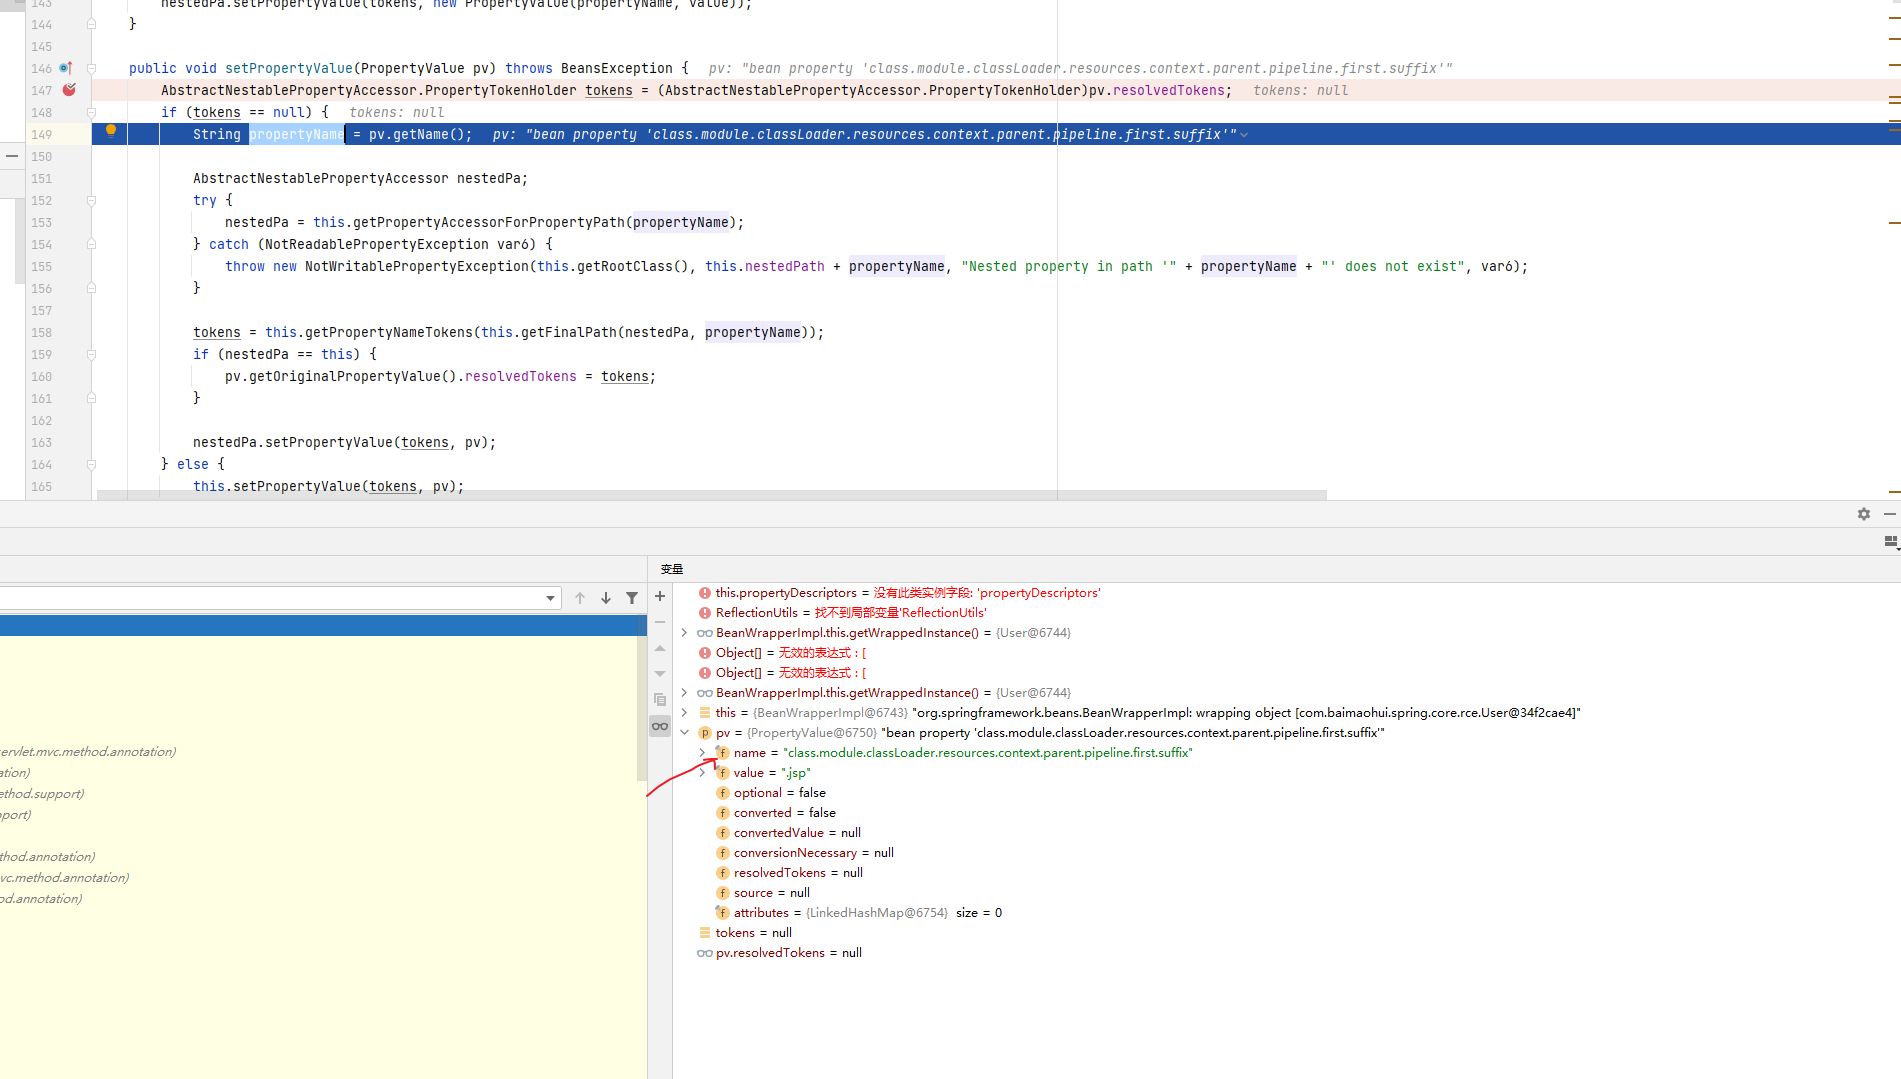 143 nestedPa.setPropertyValue(tokens, new PropertyValue(propertyName, value));
144 }
145
146 public void setPropertyValue(PropertyValue pv) throws BeansException { pv: "bean property 'class.module.classLoader.resources.context.parent.pipeline.first.suffix'"
147 AbstractNestablePropertyAccessor.PropertyTokenHolder tokens = (AbstractNestablePropertyAccessor.PropertyTokenHolder)pv.resolvedTokens; tokens: null
148 if (tokens == null) { tokens: null
149 String propertyName = pv.getName(); pv: "bean property 'class.module.classLoader.resources.context.parent.pipeline.first.suffix'"
150
151 AbstractNestablePropertyAccessor nestedPa;
152 try {
153 nestedPa = this.getPropertyAccessorForPropertyPath(propertyName);
154 } catch (NotReadablePropertyException var6) {
155 throw new NotWritablePropertyException(this.getRootClass(), this.nestedPath + propertyName, "Nested property in path '" + propertyName + "' does not exist", var6);
156 }
157
158 tokens = this.getPropertyNameTokens(this.getFinalPath(nestedPa, propertyName));
159 if (nestedPa == this) {
160 pv.getOriginalPropertyValue().resolvedTokens = tokens;
161 }
162
163 nestedPa.setPropertyValue(tokens, pv);
164 } else {
165 this.setPropertyValue(tokens, pv);
变量
this.propertyDescriptors = 没有此类实例字段: 'propertyDescriptors'
ReflectionUtils = 找不到局部变量'ReflectionUtils'
BeanWrapperImpl.this.getWrappedInstance() = {User@6744}
Object[] = 无效的表达式 : [
Object[] = 无效的表达式 : [
BeanWrapperImpl.this.getWrappedInstance() = {User@6744}
this = {BeanWrapperImpl@6743} "org.springframework.beans.BeanWrapperImpl: wrapping object [com.baimaohui.spring.core.rce.User@34f2cae4]"
pv = {PropertyValue@6750} "bean property 'class.module.classLoader.resources.context.parent.pipeline.first.suffix'"
name = "class.module.classLoader.resources.context.parent.pipeline.first.suffix"
value = ".jsp"
optional = false
converted = false
convertedValue = null
conversionNecessary = null
resolvedTokens = null
source = null
attributes = {LinkedHashMap@6754} size = 0
tokens = null
pv.resolvedTokens = null
ervlet.mvc.method.annotation)
ation)
ethod.support)
port)
thod.annotation)
vc.method.annotation)
od.annotation)